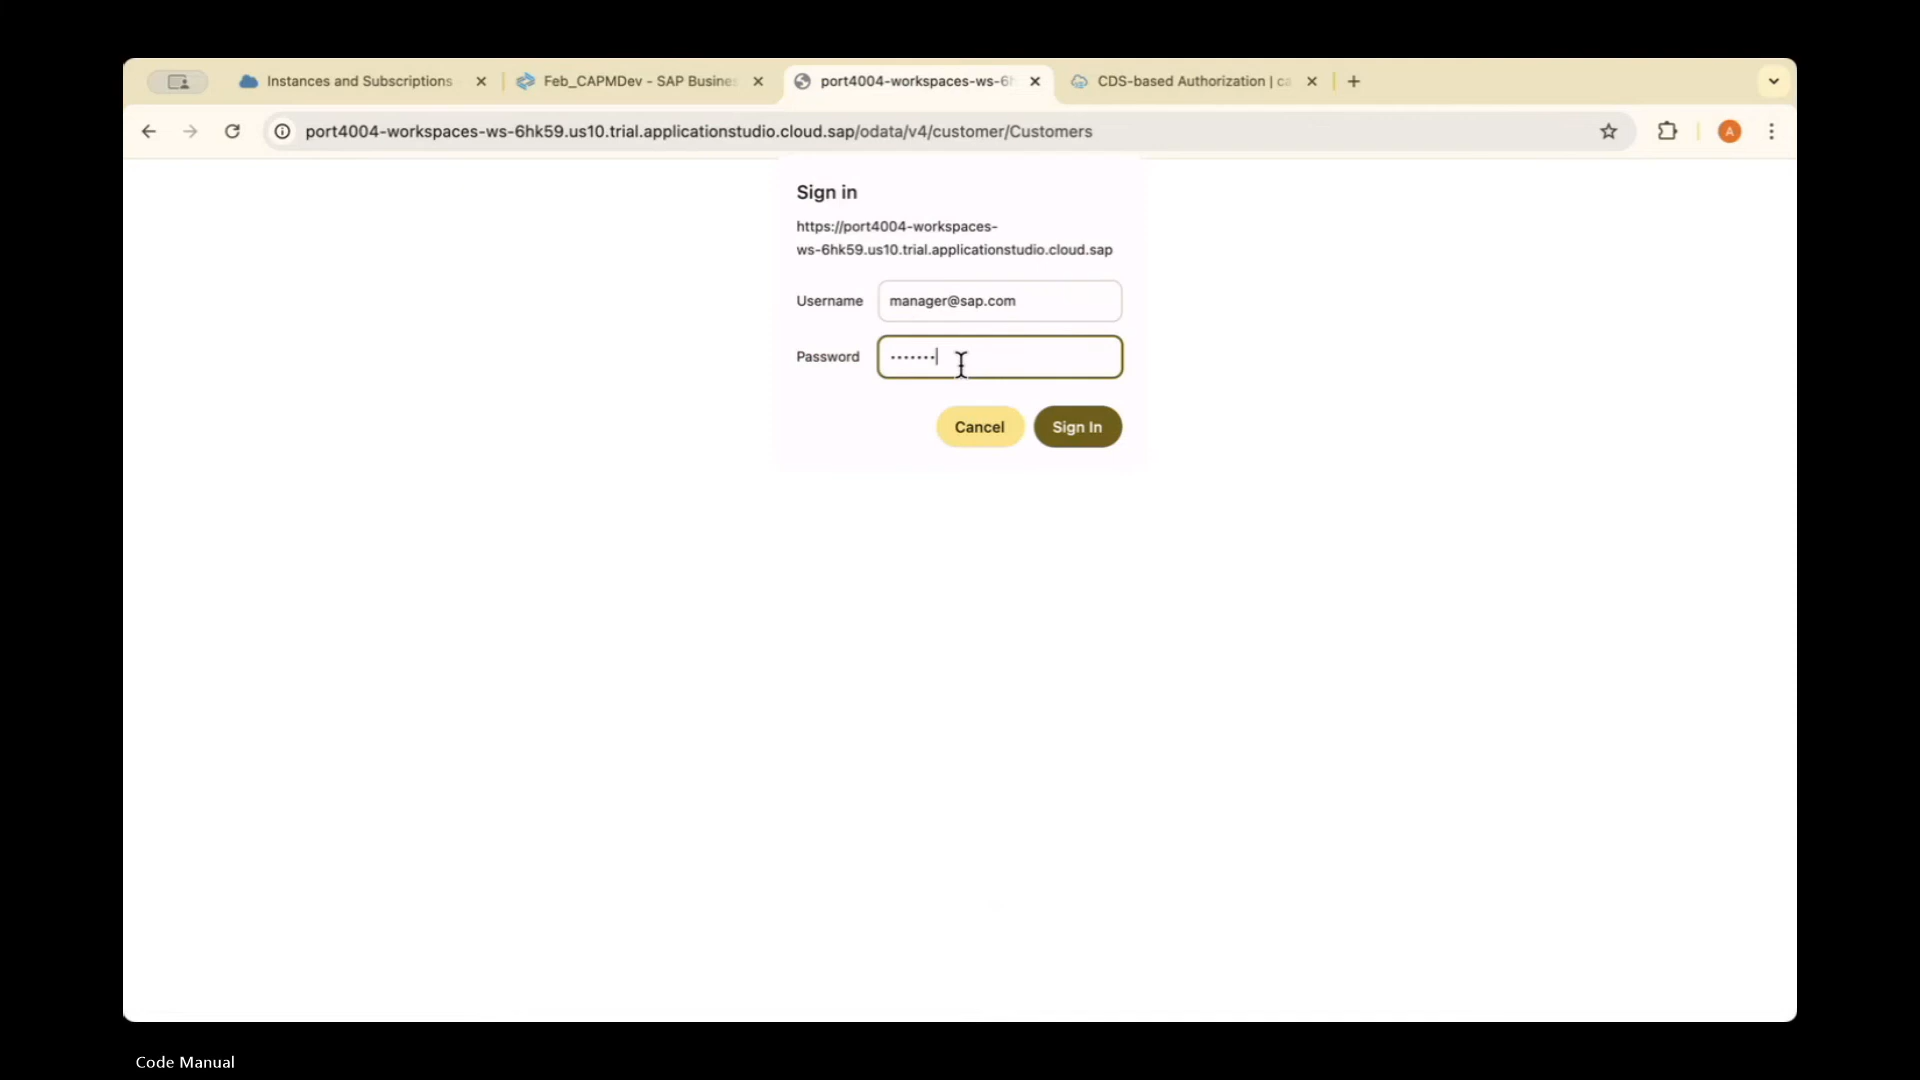 Instances and Subscriptions
Feb_CAPMDev - SAP Busines
port4004-workspaces-ws-6h
CDS-based Authorization | ca
port4004-workspaces-ws-6hk59.us10.trial.applicationstudio.cloud.sap/odata/v4/customer/Customers
A
Sign in
https://port4004-workspaces-
ws-6hk59.us10.trial.applicationstudio.cloud.sap
Username
manager@sap.com
Password
·······
Cancel
Sign In
Code Manual